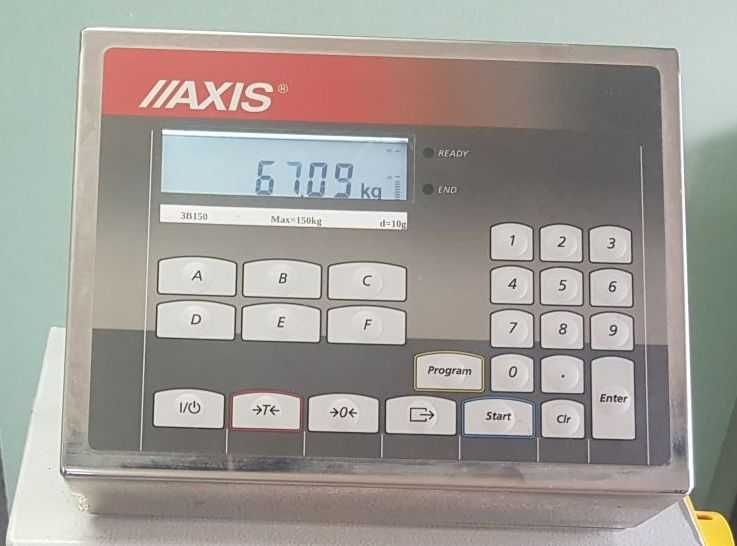 //AXIS®
READY
67.09 kg
END
3B150 Max=150kg d=10g
1 2 3
A B C
4 5 6
D E F
7 8 9
Program 0 .
Enter
I/⏻ →T← →0← Start Clr